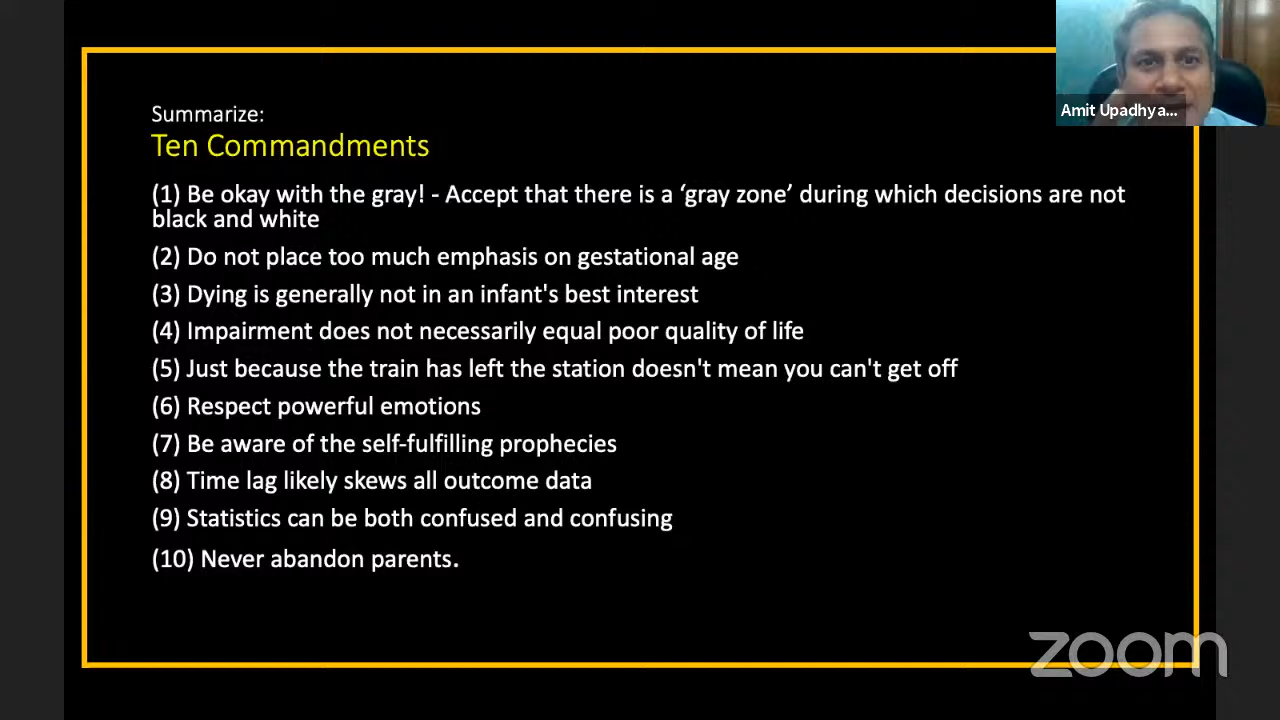 Amit Upadhya...
Summarize:
Ten Commandments
(1) Be okay with the gray! - Accept that there is a ‘gray zone’ during which decisions are not
black and white
(2) Do not place too much emphasis on gestational age
(3) Dying is generally not in an infant's best interest
(4) Impairment does not necessarily equal poor quality of life
(5) Just because the train has left the station doesn't mean you can't get off
(6) Respect powerful emotions
(7) Be aware of the self-fulfilling prophecies
(8) Time lag likely skews all outcome data
(9) Statistics can be both confused and confusing
(10) Never abandon parents.
zoom